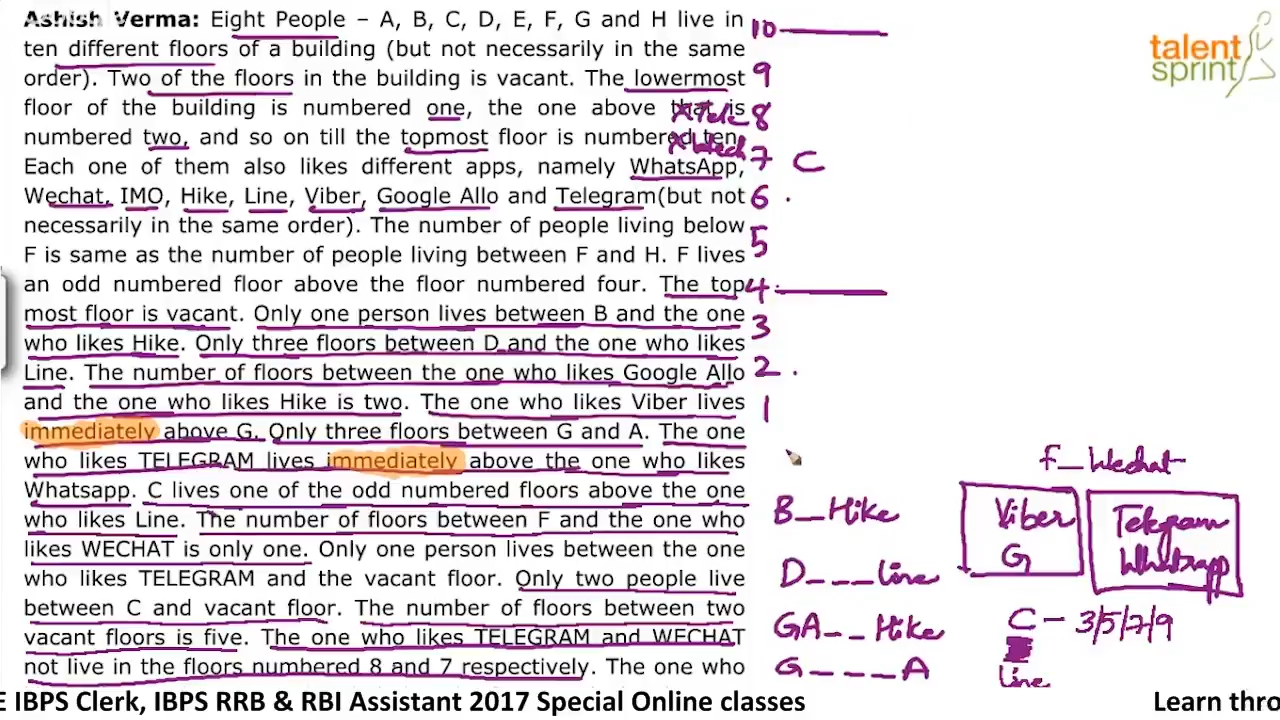 Ashish Verma: Eight People – A, B, C, D, E, F, G and H live in
ten different floors of a building (but not necessarily in the same
order). Two of the floors in the building is vacant. The lowermost
floor of the building is numbered one, the one above that is
numbered two, and so on till the topmost floor is numbered ten.
Each one of them also likes different apps, namely WhatsApp,
Wechat, IMO, Hike, Line, Viber, Google Allo and Telegram(but not
necessarily in the same order). The number of people living below
F is same as the number of people living between F and H. F lives
an odd numbered floor above the floor numbered four. The top
most floor is vacant. Only one person lives between B and the one
who likes Hike. Only three floors between D and the one who likes
Line. The number of floors between the one who likes Google Allo
and the one who likes Hike is two. The one who likes Viber lives
immediately above G. Only three floors between G and A. The one
who likes TELEGRAM lives immediately above the one who likes
Whatsapp. C lives one of the odd numbered floors above the one
who likes Line. The number of floors between F and the one who
likes WECHAT is only one. Only one person lives between the one
who likes TELEGRAM and the vacant floor. Only two people live
between C and vacant floor. The number of floors between two
vacant floors is five. The one who likes TELEGRAM and WECHAT
not live in the floors numbered 8 and 7 respectively. The one who
10
9
xTele 8
xWech 7 C
6
5
4
3
2
1
B_Hike
D_ _ _line
GA_ _Hike
G_ _ _ _A
F_Wechat
Viber
G
Telegram
Whatsapp
C – 3/5/7/9
line
talent
sprint
E IBPS Clerk, IBPS RRB & RBI Assistant 2017 Special Online classes
Learn thro